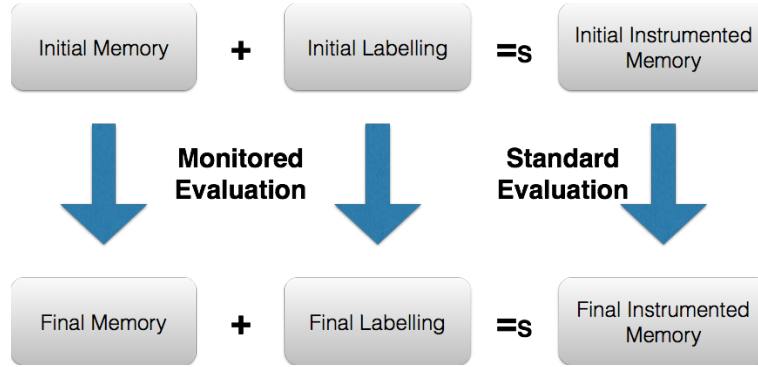 Initial Memory + Initial Labelling =s Initial Instrumented
Memory
Monitored
Evaluation
Standard
Evaluation
Final Memory + Final Labelling =s Final Instrumented
Memory